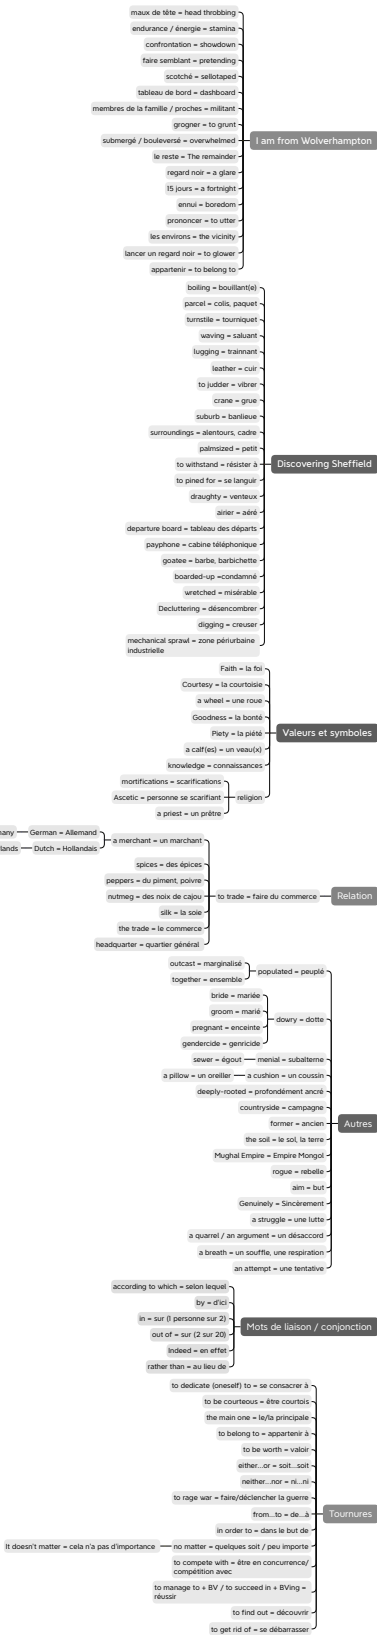 maux de tête = head throbbing
endurance / énergie = stamina
confrontation = showdown
faire semblant = pretending
scotché = sellotaped
tableau de bord = dashboard
membres de la famille / proches = militant
grogner = to grunt
submergé / bouleversé = overwhelmed
I am from Wolverhampton
le reste = The remainder
regard noir = a glare
15 jours = a fortnight
ennui = boredom
prononcer = to utter
les environs = the vicinity
lancer un regard noir = to glower
appartenir = to belong to
boiling = bouillant(e)
parcel = colis, paquet
turnstile = tourniquet
waving = saluant
lugging = trainnant
leather = cuir
to judder = vibrer
crane = grue
suburb = banlieue
surroundings = alentours, cadre
palmsized = petit
to withstand = résister à
Discovering Sheffield
to pined for = se languir
draughty = venteux
airier = aéré
departure board = tableau des départs
payphone = cabine téléphonique
goatee = barbe, barbichette
boarded-up =condamné
wretched = misérable
Decluttering = désencombrer
digging = creuser
mechanical sprawl = zone périurbaine
industrielle
Faith = la foi
Courtesy = la courtoisie
a wheel = une roue
Goodness = la bonté
Piety = la piété
Valeurs et symboles
a calf(es) = un veau(x)
knowledge = connaissances
mortifications = scarifications
Ascetic = personne se scarifiant
religion
a priest = un prêtre
many
German = Allemand
a merchant = un marchant
lands
Dutch = Hollandais
spices = des épices
peppers = du piment, poivre
nutmeg = des noix de cajou
to trade = faire du commerce
Relation
silk = la soie
the trade = le commerce
headquarter = quartier général
outcast = marginalisé
populated = peuplé
together = ensemble
bride = mariée
groom = marié
dowry = dotte
pregnant = enceinte
gendercide = genricide
sewer = égout
menial = subalterne
a pillow = un oreiller
a cushion = un coussin
deeply-rooted = profondément ancré
countryside = campagne
former = ancien
Autres
the soil = le sol, la terre
Mughal Empire = Empire Mongol
rogue = rebelle
aim = but
Genuinely = Sincèrement
a struggle = une lutte
a quarrel / an argument = un désaccord
a breath = un souffle, une respiration
an attempt = une tentative
according to which = selon lequel
by = d'ici
in = sur (1 personne sur 2)
Mots de liaison / conjonction
out of = sur (2 sur 20)
Indeed = en effet
rather than = au lieu de
to dedicate (oneself) to = se consacrer à
to be courteous = être courtois
the main one = le/la principale
to belong to = appartenir à
to be worth = valoir
either...or = soit...soit
neither...nor = ni...ni
to rage war = faire/déclencher la guerre
from...to = de...à
Tournures
in order to = dans le but de
It doesn't matter = cela n'a pas d'importance
no matter = quelques soit / peu importe
to compete with = être en concurrence/
compétition avec
to manage to + BV / to succeed in + BVing =
réussir
to find out = découvrir
to get rid of = se débarrasser